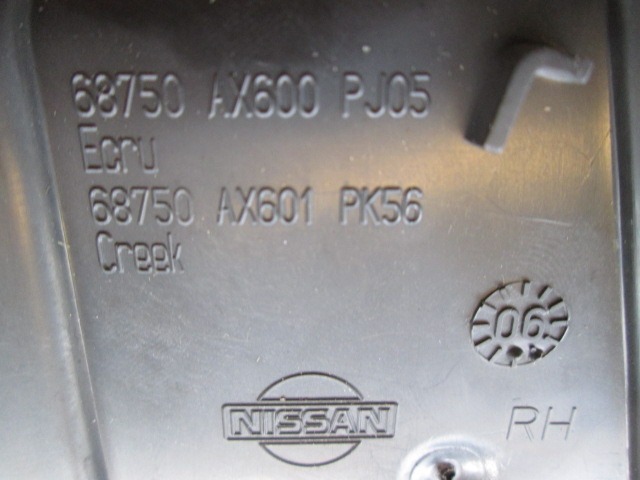 68750 AX600 PJ05
Ecru
68750 AX601 PK56
Creek
06
NISSAN
RH